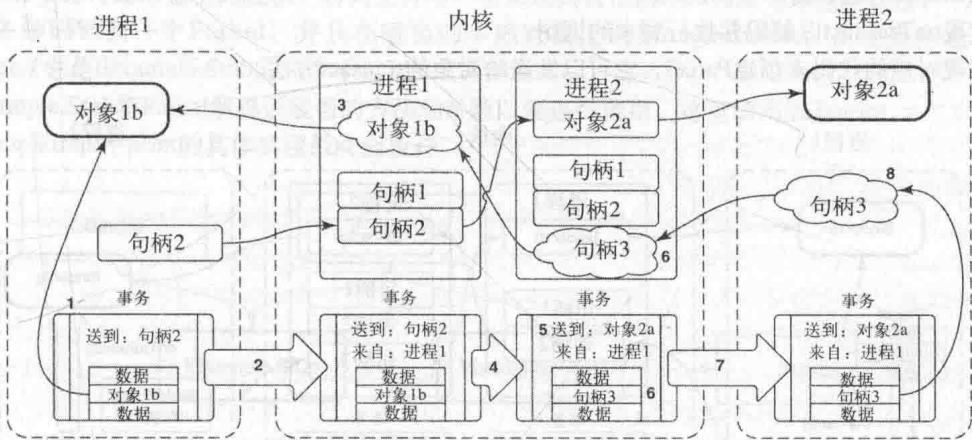 进程1
内核
进程2
对象1b
3
进程1
对象1b
进程2
对象2a
对象2a
句柄1
句柄2
句柄1
句柄2
句柄3
6
8
句柄3
句柄2
1
事务
送到：句柄2
数据
对象1b
数据
2
事务
送到：句柄2
来自：进程1
数据
对象1b
数据
4
事务
5送到：对象2a
来自：进程1
数据
句柄3
6
数据
7
事务
送到：对象2a
来自：进程1
数据
句柄3
数据